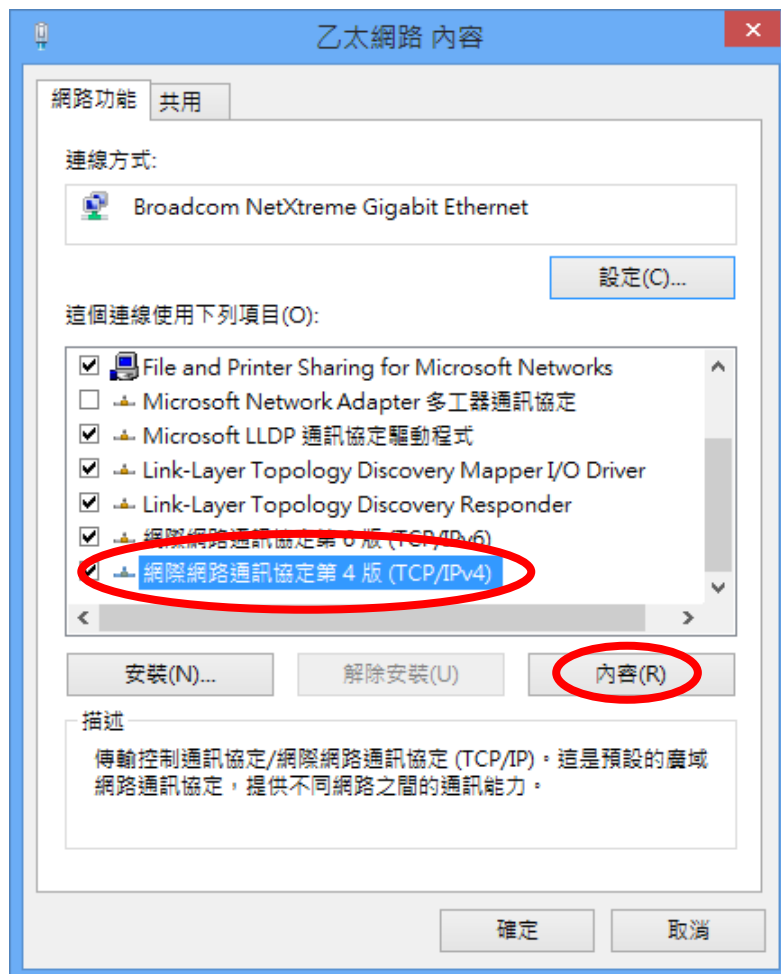 乙太網路 內容
網路功能
共用
連線方式:
Broadcom NetXtreme Gigabit Ethernet
設定(C)...
這個連線使用下列項目(O):
File and Printer Sharing for Microsoft Networks
Microsoft Network Adapter 多工器通訊協定
Microsoft LLDP 通訊協定驅動程式
Link-Layer Topology Discovery Mapper I/O Driver
Link-Layer Topology Discovery Responder
網際網路通訊協定第 6 版 (TCP/IPv6)
網際網路通訊協定第 4 版 (TCP/IPv4)
安裝(N)...
解除安裝(U)
內容(R)
描述
傳輸控制通訊協定/網際網路通訊協定 (TCP/IP)。這是預設的廣域
網路通訊協定，提供不同網路之間的通訊能力。
確定
取消